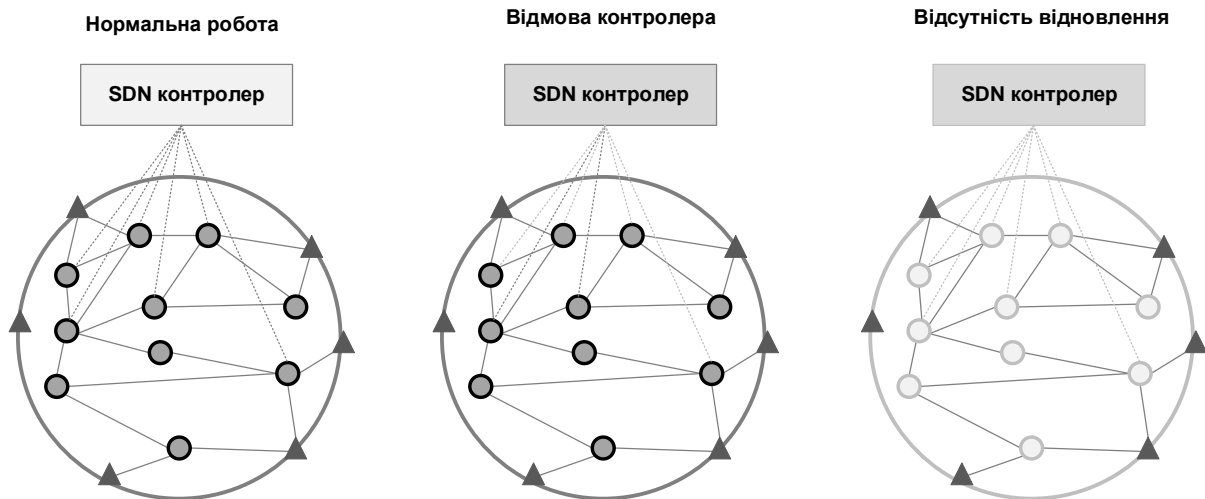 Нормальна робота
Відмова контролера
Відсутність відновлення
SDN контролер
SDN контролер
SDN контролер